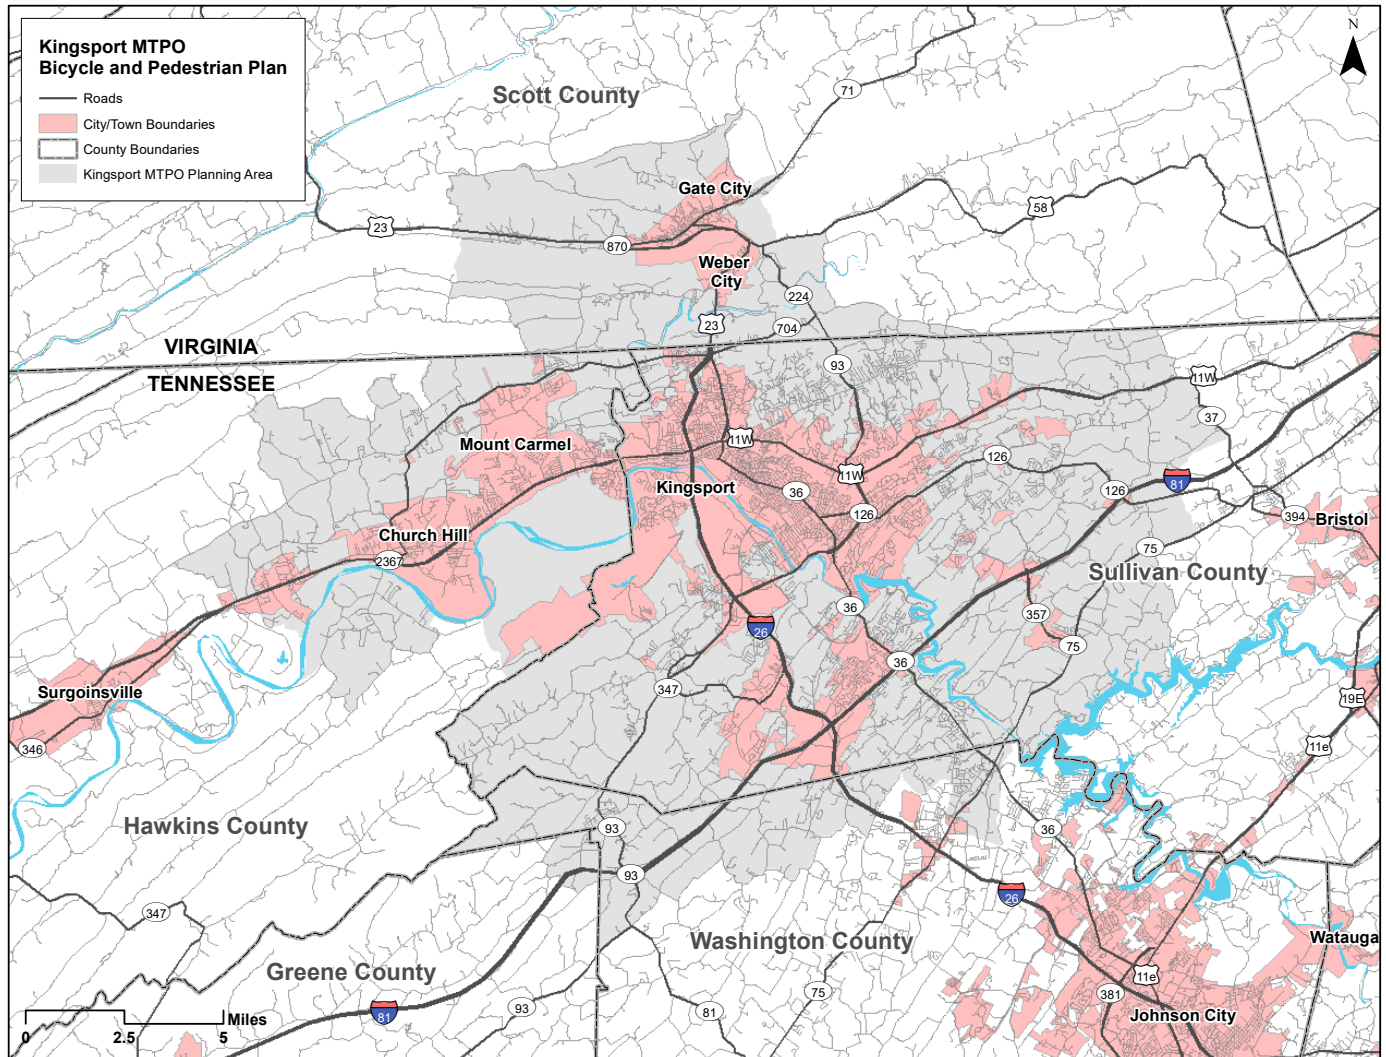 Kingsport MTPO
Bicycle and Pedestrian Plan
Roads
City/Town Boundaries
County Boundaries
Kingsport MTPO Planning Area
N
Scott County
71
Gate City
58
23
870
Weber
City
224
23
704
VIRGINIA
TENNESSEE
93
11W
37
Mount Carmel
11W
126
11W
81
Kingsport
36
126
126
394
Bristol
Church Hill
2367
75
Sullivan County
36
357
26
75
36
347
Surgoinsville
19E
346
11e
Hawkins County
93
36
93
26
347
Washington County
Watauga
Greene County
11e
75
381
93
81
81
Johnson City
Miles
0
2.5
5